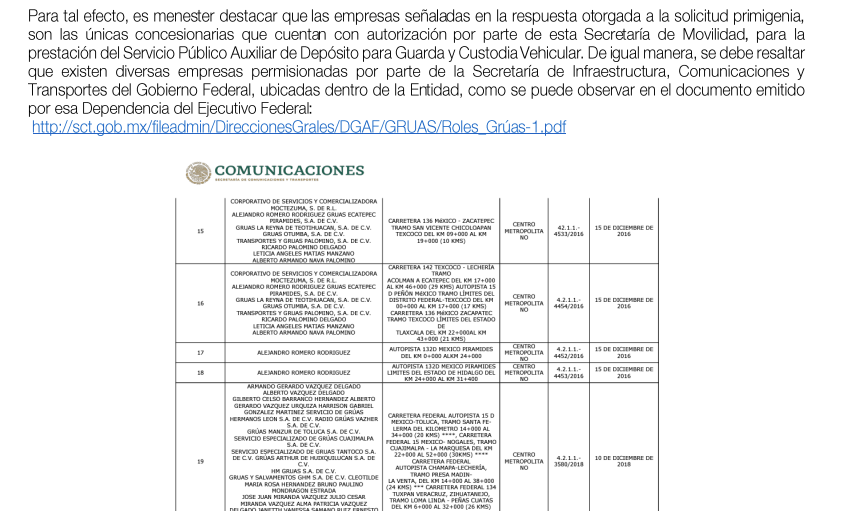 Para tal efecto, es menester destacar que las empresas señaladas en la respuesta otorgada a la solicitud primigenia,
son las únicas concesionarias que cuentan con autorización por parte de esta Secretaría de Movilidad, para la
prestación del Servicio Público Auxiliar de Depósito para Guarda y Custodia Vehicular. De igual manera, se debe resaltar
que existen diversas empresas permisionadas por parte de la Secretaría de Infraestructura, Comunicaciones y
Transportes del Gobierno Federal, ubicadas dentro de la Entidad, como se puede observar en el documento emitido
por esa Dependencia del Ejecutivo Federal:
http://sct.gob.mx/fileadmin/DireccionesGrales/DGAF/GRUAS/Roles_Grúas-1.pdf
COMUNICACIONES
SECRETARÍA DE COMUNICACIONES Y TRANSPORTES
15
CORPORATIVO DE SERVICIOS Y COMERCIALIZADORA
MOCTEZUMA, S. DE R.L.
ALEJANDRO ROMERO RODRIGUEZ GRUAS ECATEPEC
PIRAMIDES, S.A. DE C.V.
GRUAS LA REYNA DE TEOTIHUACAN, S.A. DE C.V.
GRUAS OTUMBA, S.A. DE C.V.
TRANSPORTES Y GRUAS PALOMINO, S.A. DE C.V.
RICARDO PALOMINO DELGADO
LETICIA ANGELES MATIAS MANZANO
ALBERTO ARMANDO NAVA PALOMINO
CARRETERA 136 MéXICO - ZACATEPEC
TRAMO SAN VICENTE CHICOLOAPAN
TEXCOCO DEL KM 09+000 AL KM
19+000 (10 KMS)
CENTRO
METROPOLITA
NO
42.1.1.-
4533/2016
15 DE DICIEMBRE DE
2016
16
CORPORATIVO DE SERVICIOS Y COMERCIALIZADORA
MOCTEZUMA, S. DE R.L.
ALEJANDRO ROMERO RODRIGUEZ GRUAS ECATEPEC
PIRAMIDES, S.A. DE C.V.
GRUAS LA REYNA DE TEOTIHUACAN, S.A. DE C.V.
GRUAS OTUMBA, S.A. DE C.V.
TRANSPORTES Y GRUAS PALOMINO, S.A. DE C.V.
RICARDO PALOMINO DELGADO
LETICIA ANGELES MATIAS MANZANO
ALBERTO ARMANDO NAVA PALOMINO
CARRETERA 142 TEXCOCO - LECHERÍA
TRAMO
ACOLMAN A ECATEPEC DEL KM 17+000
AL KM 46+000 (29 KMS) AUTOPISTA 15
D PEÑÓN MéXICO TRAMO LÍMITES DEL
DISTRITO FEDERAL-TEXCOCO DEL KM
00+000 AL KM 17+000 (17 KMS)
CARRETERA 136 MéXICO ZACAPATEC
TRAMO TEXCOCO LÍMITES DEL ESTADO
DE
TLAXCALA DEL KM 22+000AL KM
43+000 (21 KMS)
CENTRO
METROPOLITA
NO
4.2.1.1.-
4454/2016
15 DE DICIEMBRE DE
2016
17
ALEJANDRO ROMERO RODRIGUEZ
AUTOPISTA 132D MEXICO PIRAMIDES
DEL KM 0+000 ALKM 24+000
CENTRO
METROPOLITA
NO
4.2.1.1.-
4452/2016
15 DE DICIEMBRE DE
2016
18
ALEJANDRO ROMERO RODRIGUEZ
AUTOPISTA 132D MEXICO PIRAMIDES
LIMITES DEL ESTADO DE HIDALGO DEL
KM 24+000 AL KM 31+400
CENTRO
METROPOLITA
NO
4.2.1.1.-
4453/2016
15 DE DICIEMBRE DE
2016
19
ARMANDO GERARDO VAZQUEZ DELGADO
ALBERTO VAZQUEZ DELGADO
GILBERTO CELSO BARRANCO HERNANDEZ ALBERTO
GERARDO VAZQUEZ URQUIZA HARRISON GABRIEL
GONZALEZ MARTINEZ SERVICIO DE GRÚAS
HERMANOS LEON S.A. DE C.V. RADIO GRÚAS VAZHER
S.A. DE C.V.
GRÚAS MANZUR DE TOLUCA S.A. DE C.V.
SERVICIO ESPECIALIZADO DE GRÚAS CUAJIMALPA
S.A. DE C.V.
SERVICIO ESPECIALIZADO DE GRUAS TANTOCO S.A.
DE C.V. GRÚAS ARTHUR DE HUIXQUILUCAN S.A. DE
C.V.
HM GRUAS S.A. DE C.V.
GRUAS Y SALVAMENTOS GHM S.A. DE C.V. CLEOTILDE
MARIA ROSA HERNANDEZ BRUNO PAULINO
MONDRAGON ESTRADA
JOSE JUAN MIRANDA VAZQUEZ JULIO CESAR
MIRANDA VAZQUEZ ALMA PATRICIA VAZQUEZ
DELGADO JANETTH VANESSA SAMANO RUIZ ERNESTO
CARRETERA FEDERAL AUTOPISTA 15 D
MEXICO-TOLUCA, TRAMO SANTA FE-
LERMA DEL KILOMETRO 14+000 AL
34+000 (20 KMS) ****, CARRETERA
FEDERAL 15 MEXICO- NOGALES, TRAMO
CUAJIMALPA - LA MARQUESA DEL KM
22+000 AL 52+000 (30KMS) ****
CARRETERA FEDERAL
AUTOPISTA CHAMAPA-LECHERÍA,
TRAMO PRESA MADIN-
LA VENTA, DEL KM 14+000 AL 38+000
(24 KMS) *** CARRETERA FEDERAL 134
TUXPAN VERACRUZ, ZIHUATANEJO,
TRAMO LOMA LINDA - PEÑAS CUATAS
DEL KM 6+000 AL 32+000 (26 KMS)
CENTRO
METROPOLITA
NO
4.2.1.1.-
3580/2018
10 DE DICIEMBRE DE
2018